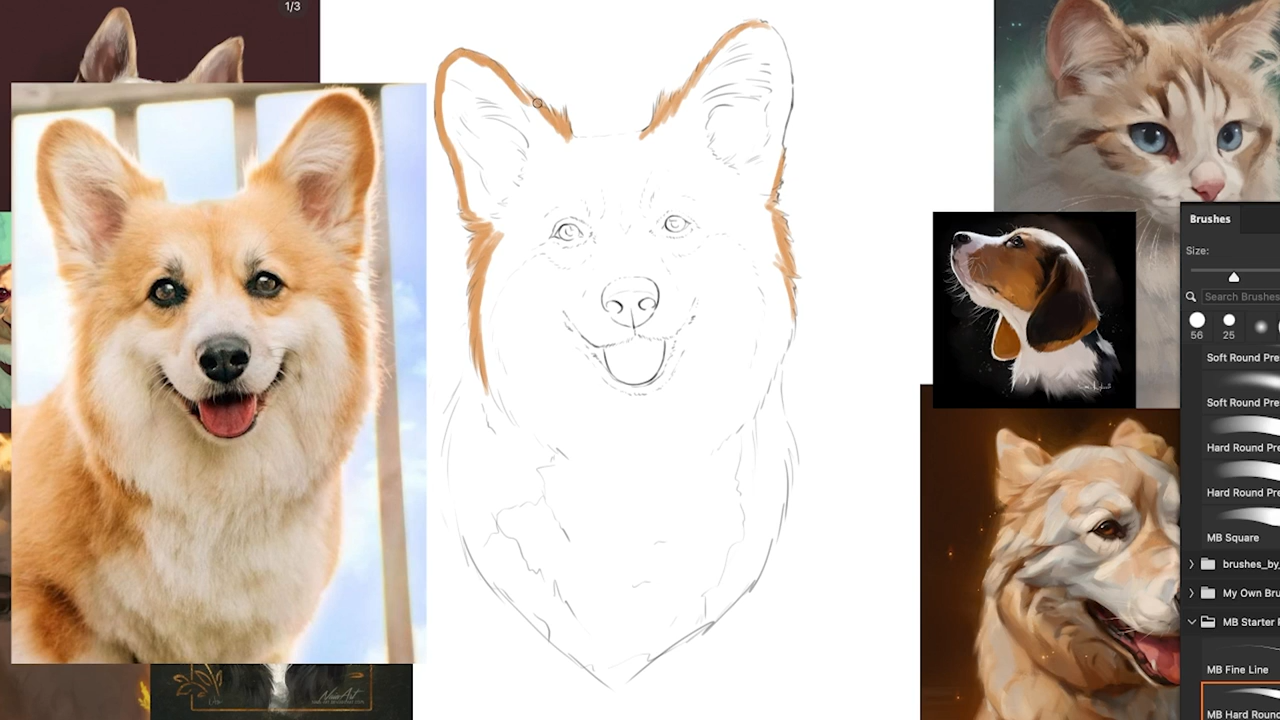 1/3
Brushes
Size:
Search Brushes
56 25
Soft Round Pre
Soft Round Pre
Hard Round Pre
Hard Round Pre
MB Square
brushes_by_
My Own Bru
MB Starter P
MB Fine Line
MB Hard Round